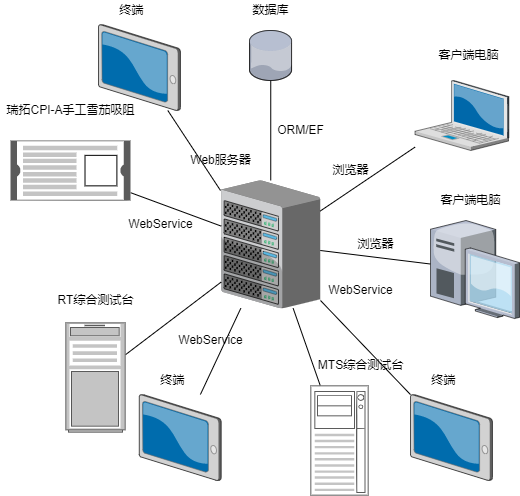 终端
数据库
客户端电脑
瑞拓CPI-A手工雪茄吸阻
ORM/EF
Web服务器
浏览器
客户端电脑
WebService
浏览器
WebService
RT综合测试台
WebService
MTS综合测试台
终端
终端